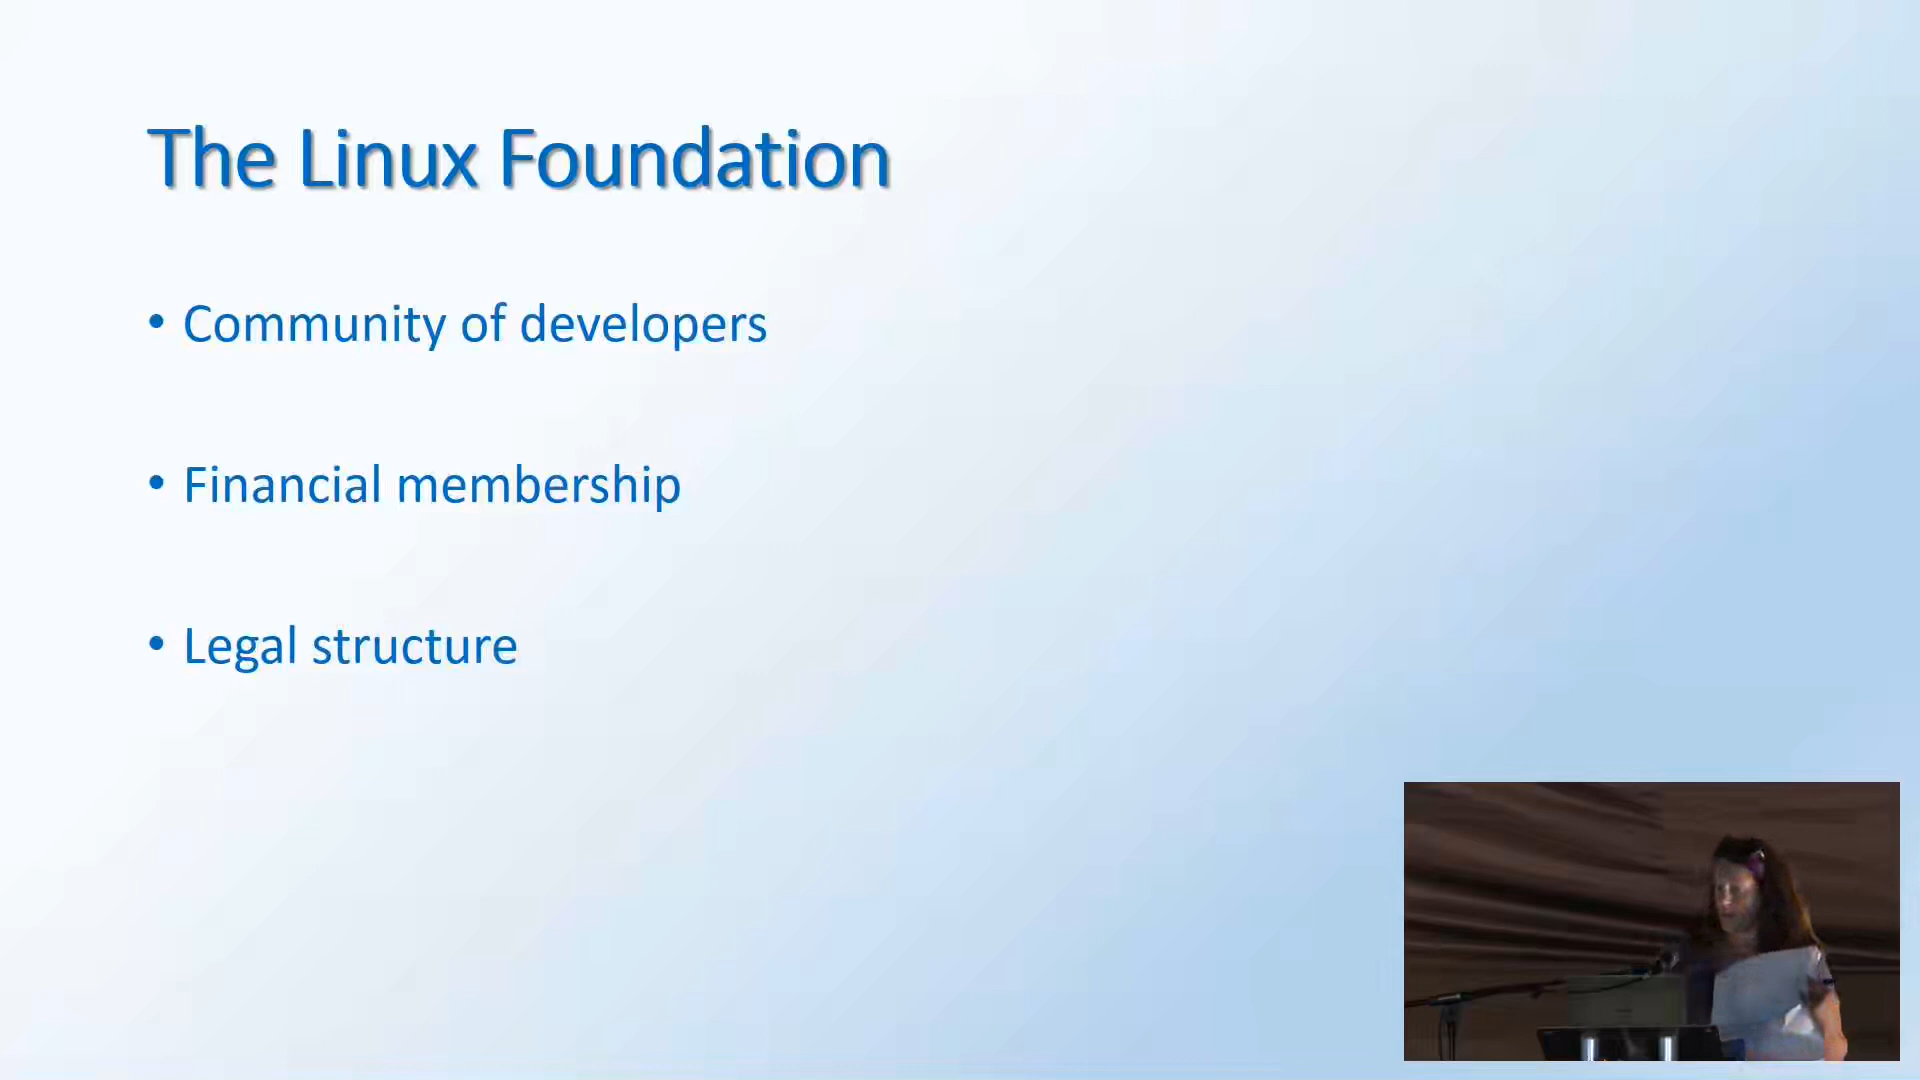 The Linux Foundation
• Community of developers
• Financial membership
• Legal structure